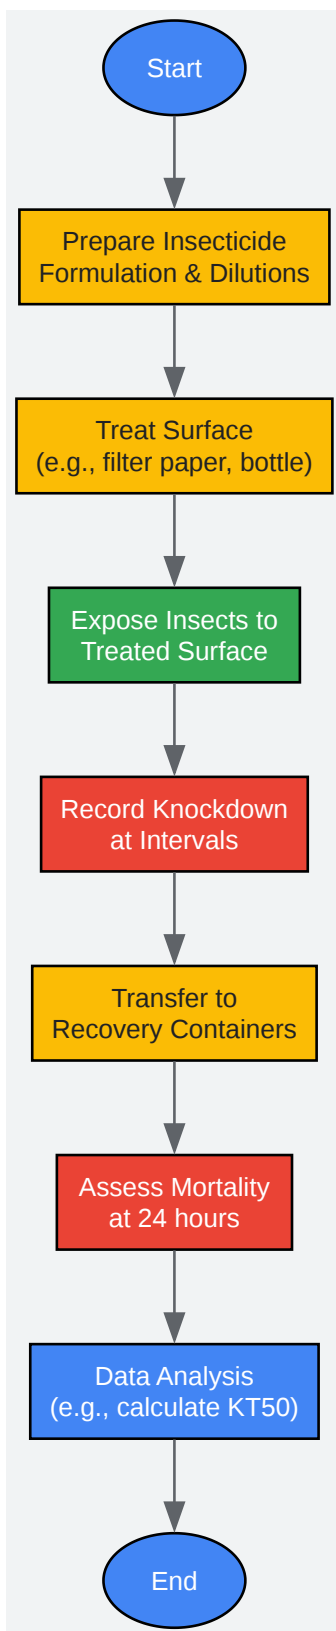 Start
Prepare Insecticide
Formulation & Dilutions
Treat Surface
(e.g., filter paper, bottle)
Expose Insects to
Treated Surface
Record Knockdown
at Intervals
Transfer to
Recovery Containers
Assess Mortality
at 24 hours
Data Analysis
(e.g., calculate KT50)
End